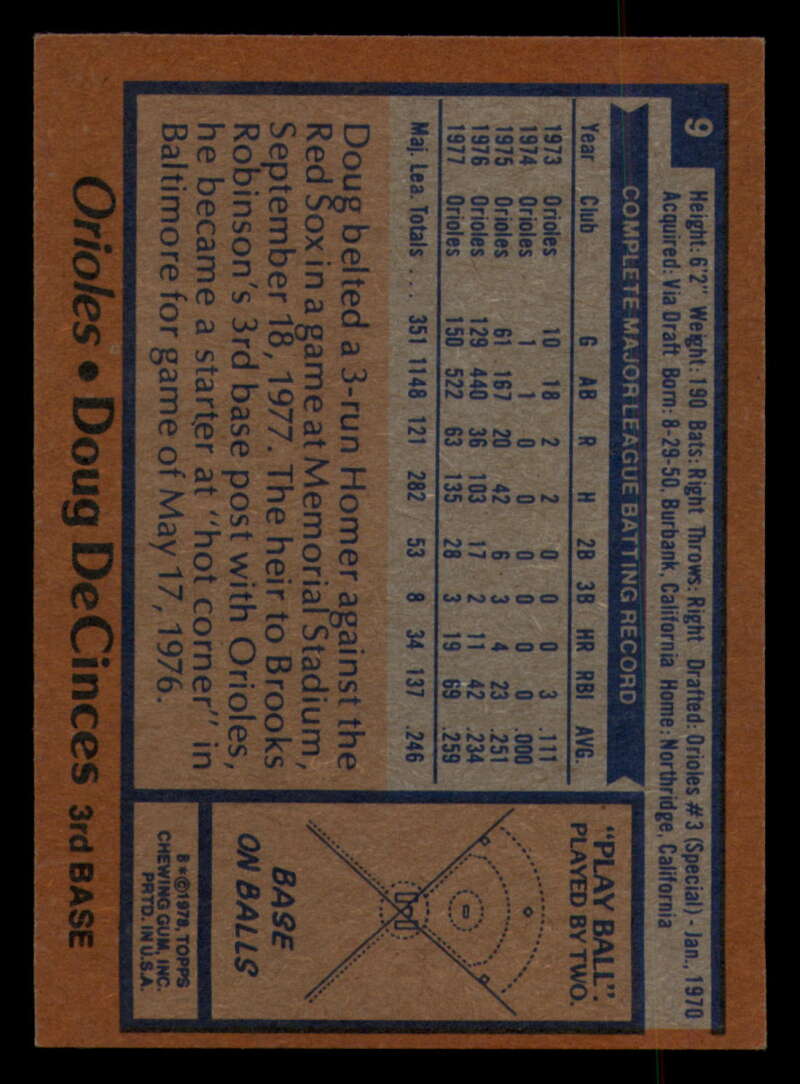 9
Height: 6'2" Weight: 190 Bats: Right Throws: Right Drafted: Orioles #3 (Special) - Jan., 1970
Acquired: Via Draft Born: 8-29-50, Burbank, California Home: Northridge, California
COMPLETE MAJOR LEAGUE BATTING RECORD
Year Club G AB R H 2B 3B HR RBI AVG.
1973 Orioles 10 18 2 2 0 0 0 3 .111
1974 Orioles 1 1 0 0 0 0 0 0 .000
1975 Orioles 61 167 20 42 6 3 4 23 .251
1976 Orioles 129 440 36 103 17 2 11 42 .234
1977 Orioles 150 522 63 135 28 3 19 69 .259
Maj. Lea. Totals ... 351 1148 121 282 53 8 34 137 .246
Doug belted a 3-run Homer against the
Red Sox in a game at Memorial Stadium,
September 18, 1977. The heir to Brooks
Robinson's 3rd base post with Orioles,
he became a starter at "hot corner" in
Baltimore for game of May 17, 1976.
"PLAY BALL"
PLAYED BY TWO.
BASE
ON BALLS
B*©1978, TOPPS
CHEWING GUM, INC.
PRTD. IN U.S.A.
Orioles • Doug DeCinces 3rd BASE